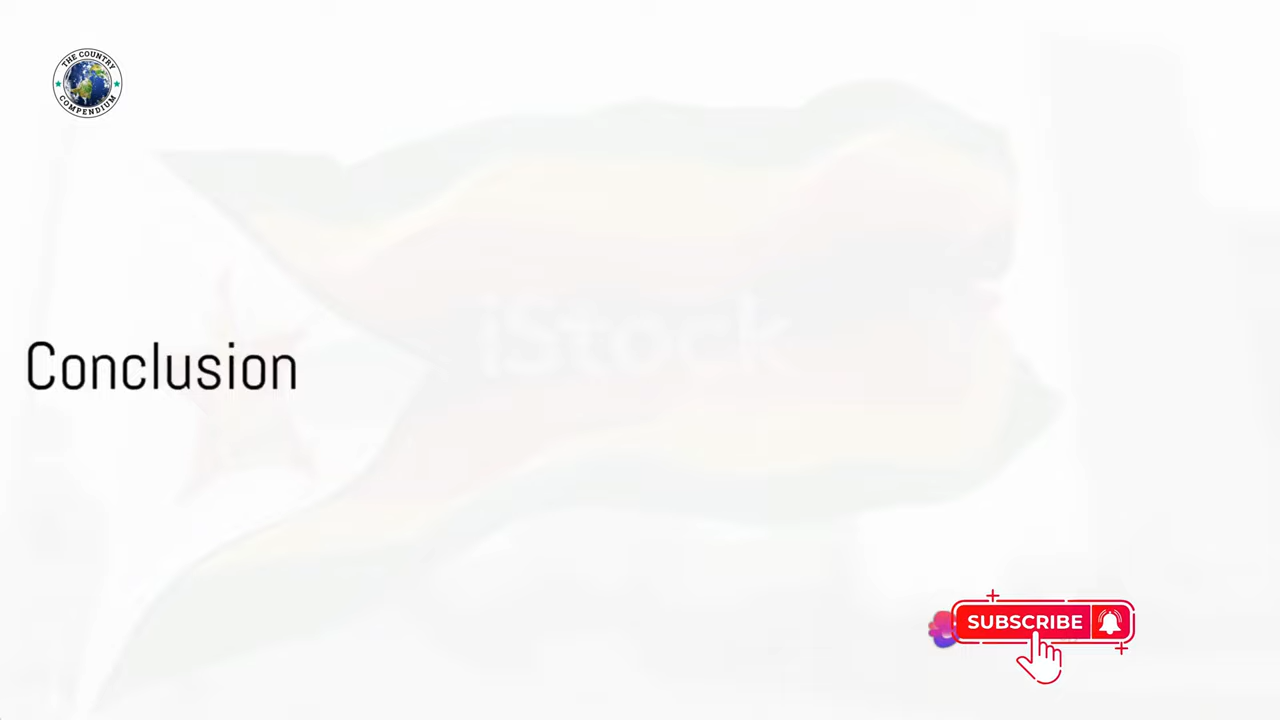 THE COUNTRY
COMPENDIUM
iStock
Conclusion
SUBSCRIBE